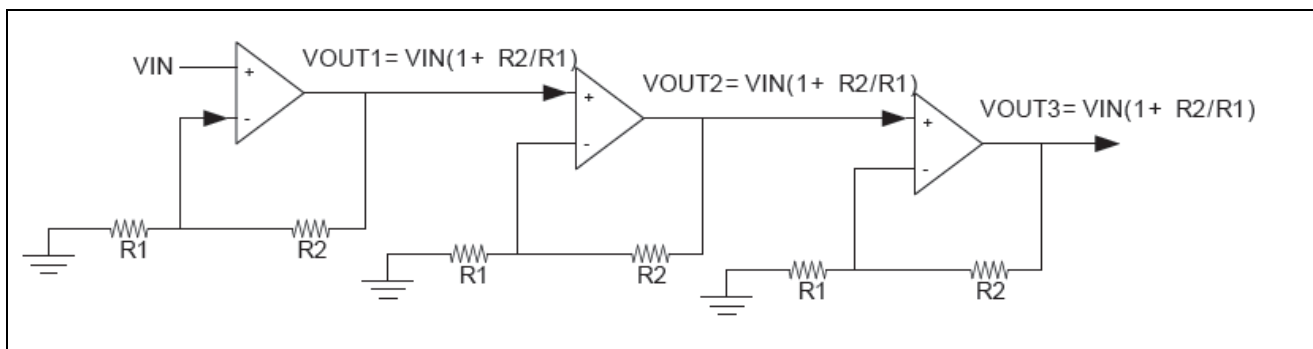 VIN
+
-
VOUT1= VIN(1+ R2/R1)
R1
R2
+
-
VOUT2= VIN(1+ R2/R1)
R1
R2
+
-
VOUT3= VIN(1+ R2/R1)
R1
R2